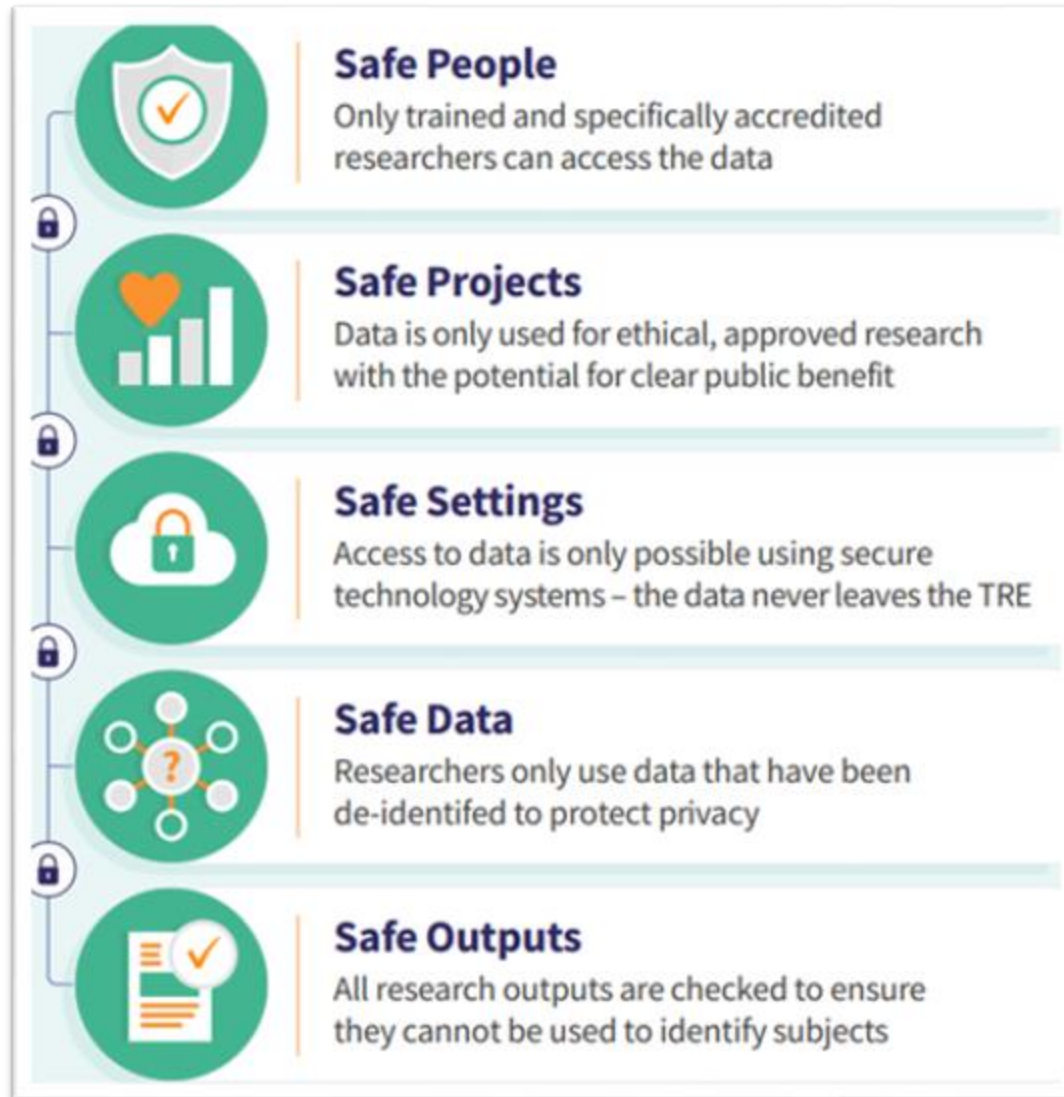 Safe People
Only trained and specifically accredited
researchers can access the data
Safe Projects
Data is only used for ethical, approved research
with the potential for clear public benefit
Safe Settings
Access to data is only possible using secure
technology systems – the data never leaves the TRE
Safe Data
?
Researchers only use data that have been
de-identifed to protect privacy
Safe Outputs
All research outputs are checked to ensure
they cannot be used to identify subjects